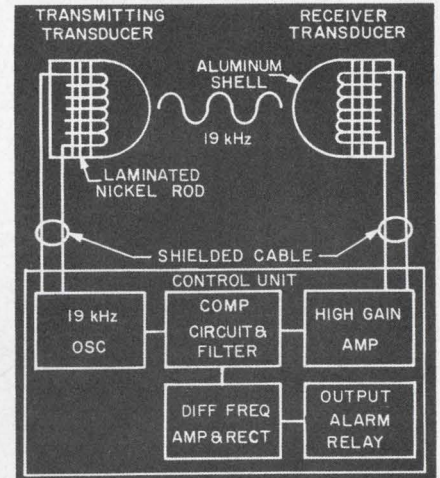 TRANSMITTING
TRANSDUCER
RECEIVER
TRANSDUCER
ALUMINUM
SHELL
19 kHz
LAMINATED
NICKEL ROD
SHIELDED CABLE
CONTROL UNIT
19 kHz
OSC
COMP
CIRCUIT&
FILTER
HIGH GAIN
AMP
DIFF FREQ
AMP&RECT
OUTPUT
ALARM
RELAY